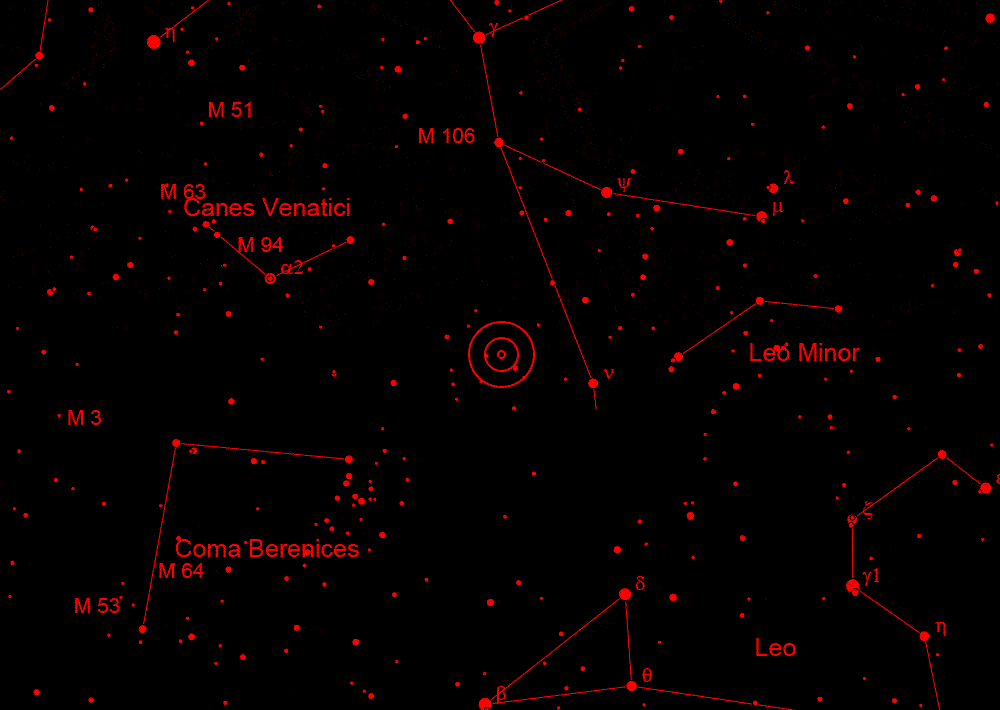 η
γ
M 51
M 106
M 63
ψ
λ
Canes Venatici
μ
M 94
α2
Leo Minor
ν
M 3
ε
ζ
Coma Berenices
M 64
γ1
δ
M 53
η
Leo
θ
β